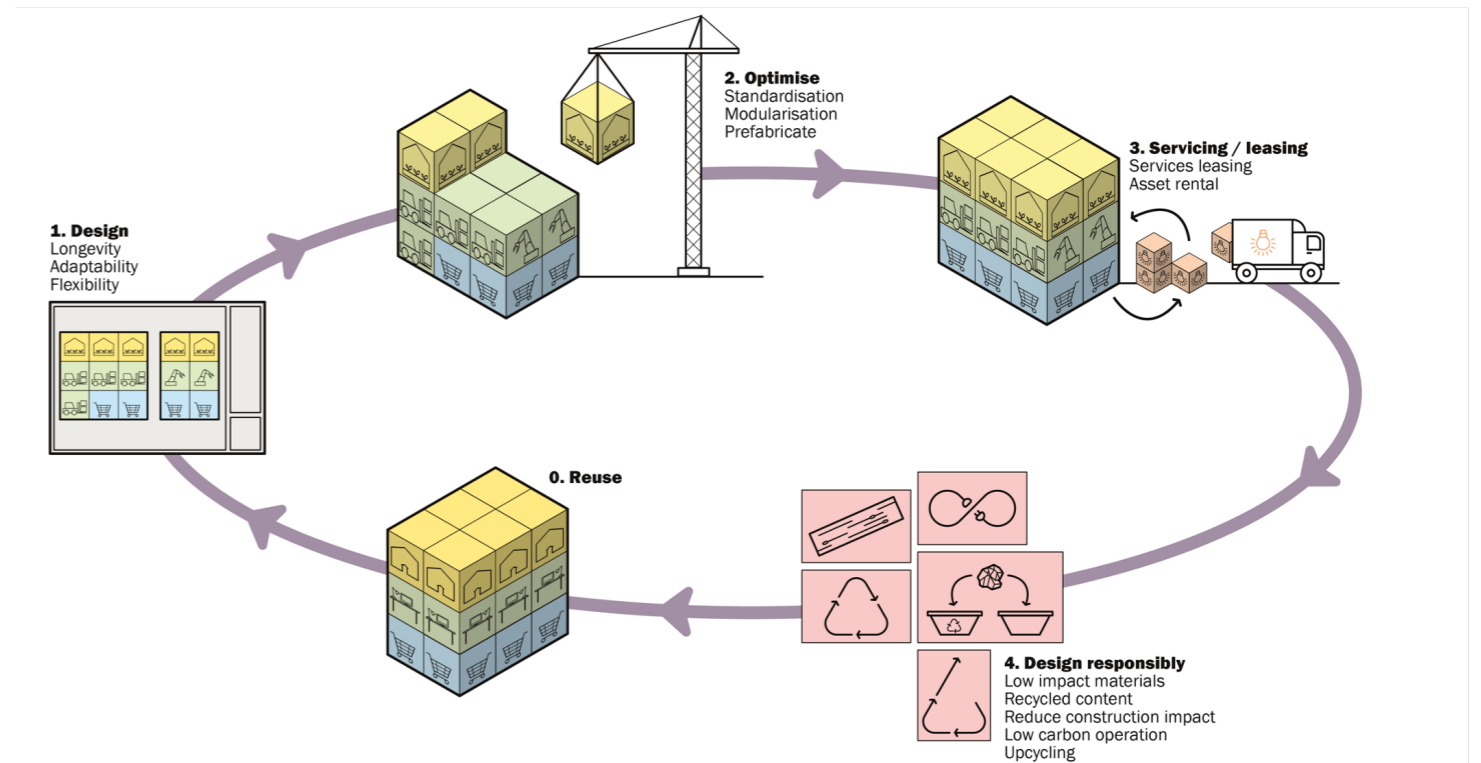 1. Design
Longevity
Adaptability
Flexibility
2. Optimise
Standardisation
Modularisation
Prefabricate
3. Servicing / leasing
Services leasing
Asset rental
0. Reuse
4. Design responsibly
Low impact materials
Recycled content
Reduce construction impact
Low carbon operation
Upcycling